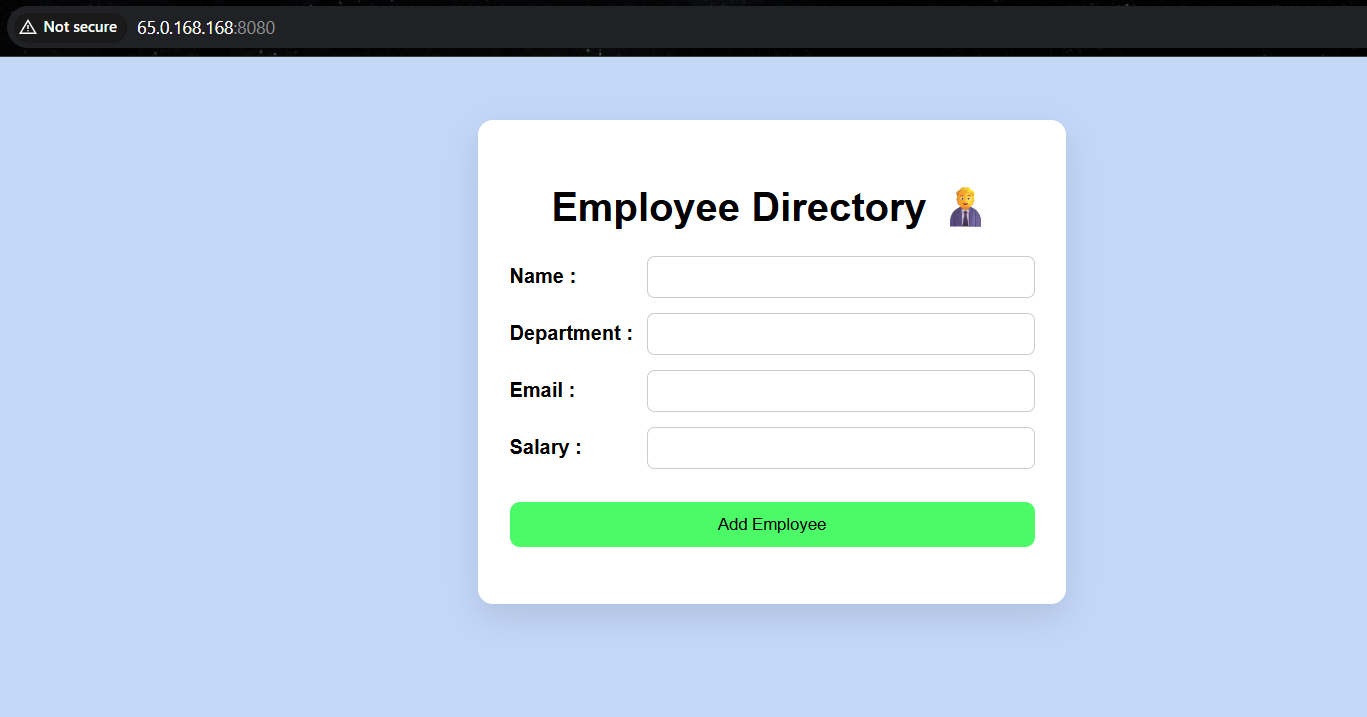 Not secure 65.0.168.168:8080
Employee Directory
Name :
Department :
Email :
Salary :
Add Employee